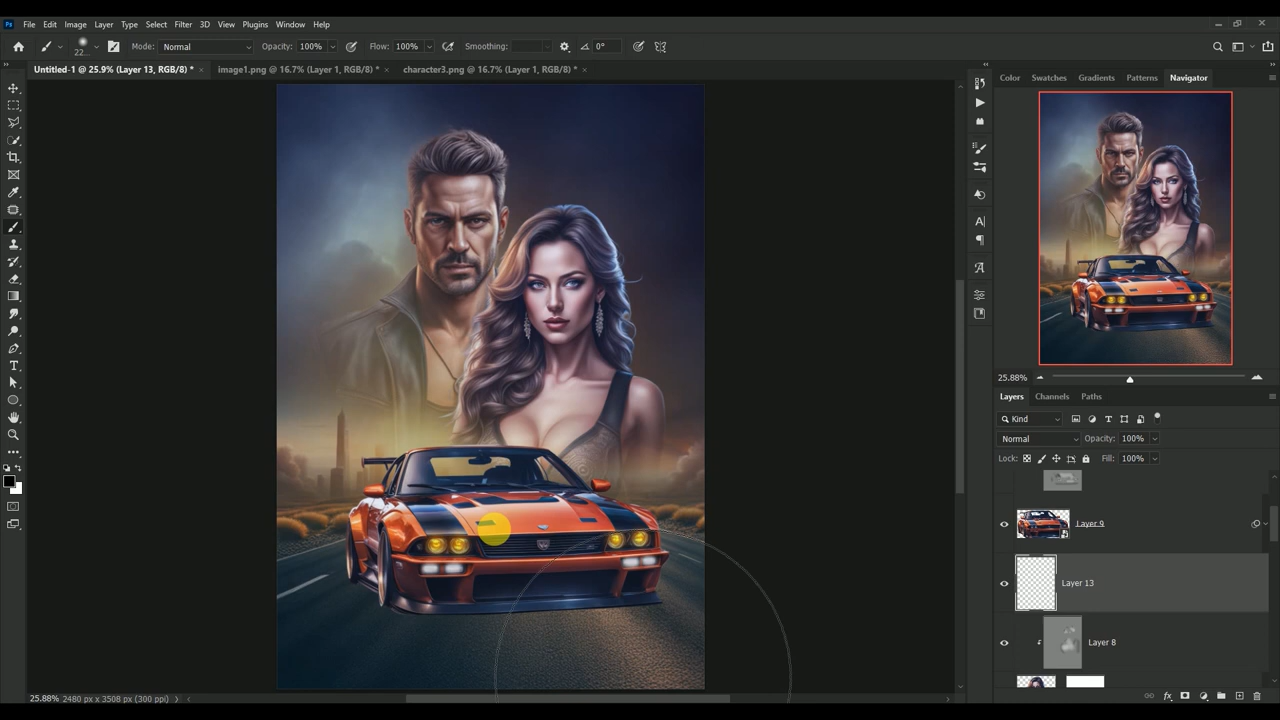 Ps File Edit Image Layer Type Select Filter 3D View Plugins Window Help
22... Mode: Normal Opacity: 100% Flow: 100% Smoothing: 0°
Untitled-1 @ 25.9% (Layer 13, RGB/8) * × image1.png @ 16.7% (Layer 1, RGB/8) * × character3.png @ 16.7% (Layer 1, RGB/8) * ×
Color Swatches Gradients Patterns Navigator
25.88%
Layers Channels Paths
Kind
Normal Opacity: 100%
Lock: Fill: 100%
Layer 9
Layer 13
Layer 8
fx
25.88% 2480 px x 3508 px (300 ppi)